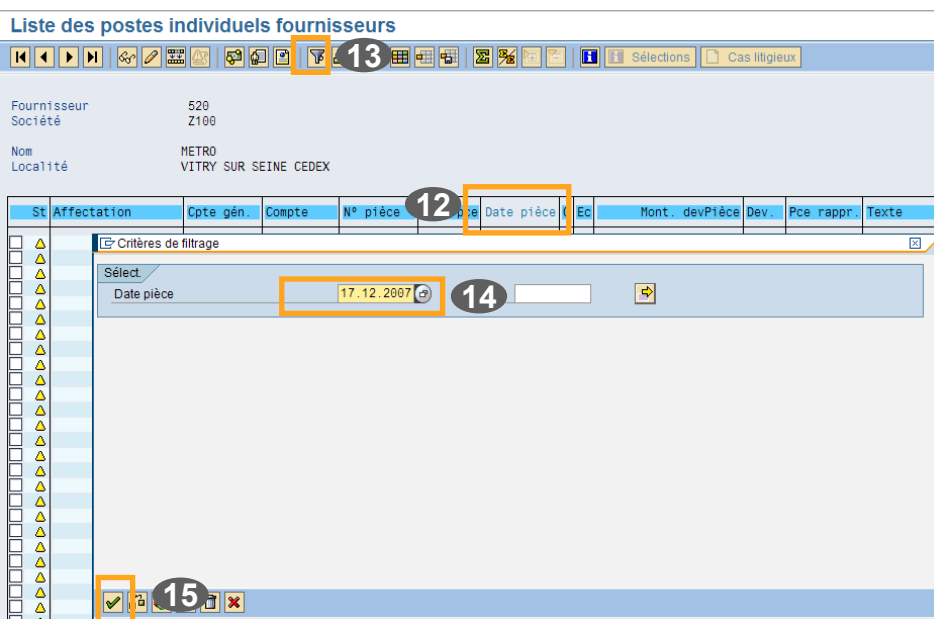 Liste des postes individuels fournisseurs
13
Sélections
Cas litigieux
Fournisseur 520
Société Z100
Nom METRO
Localité VITRY SUR SEINE CEDEX
St Affectation Cpte gén. Compte Nº pièce 12 Date pièce Ec Mont. devPièce Dev. Pce rappr. Texte
Critères de filtrage
Sélect.
Date pièce 17.12.2007 14
15